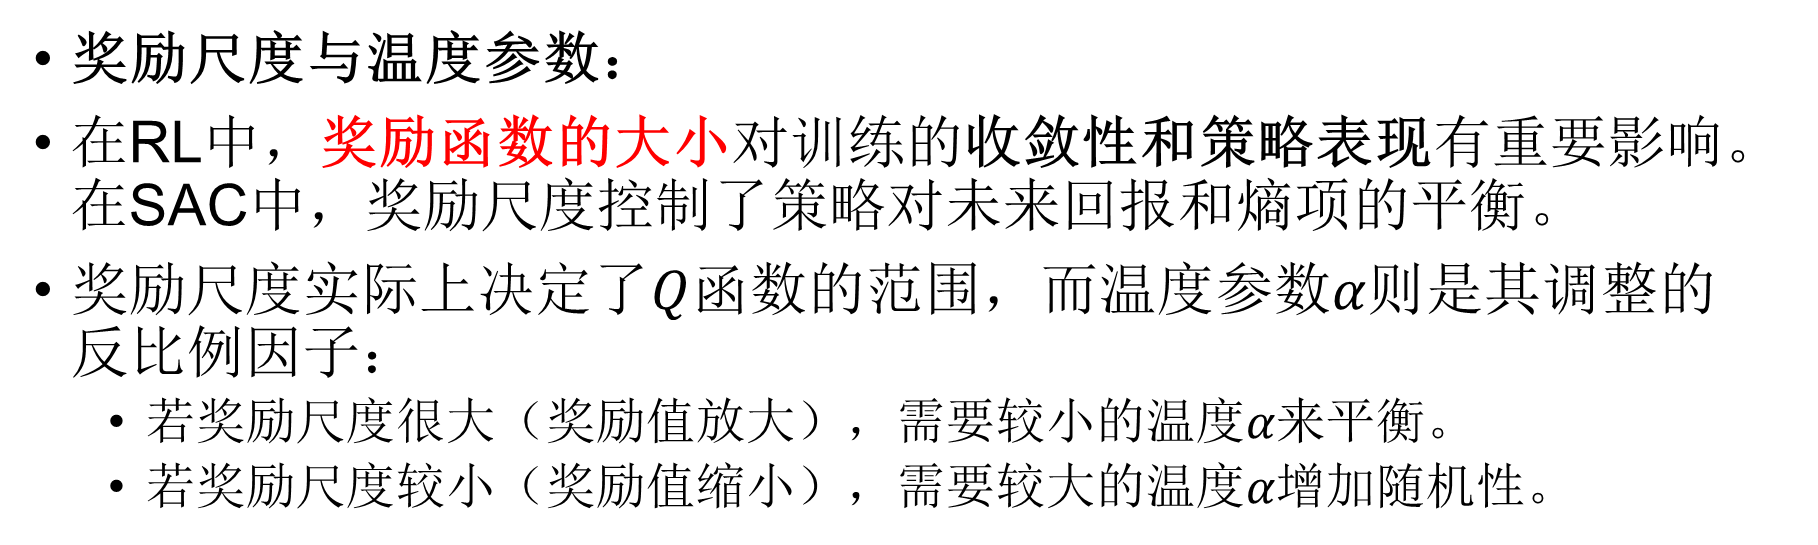 • 奖励尺度与温度参数：
• 在RL中，奖励函数的大小对训练的收敛性和策略表现有重要影响。
在SAC中，奖励尺度控制了策略对未来回报和熵项的平衡。
• 奖励尺度实际上决定了Q函数的范围，而温度参数α则是其调整的
反比例因子：
• 若奖励尺度很大（奖励值放大），需要较小的温度α来平衡。
• 若奖励尺度较小（奖励值缩小），需要较大的温度α增加随机性。